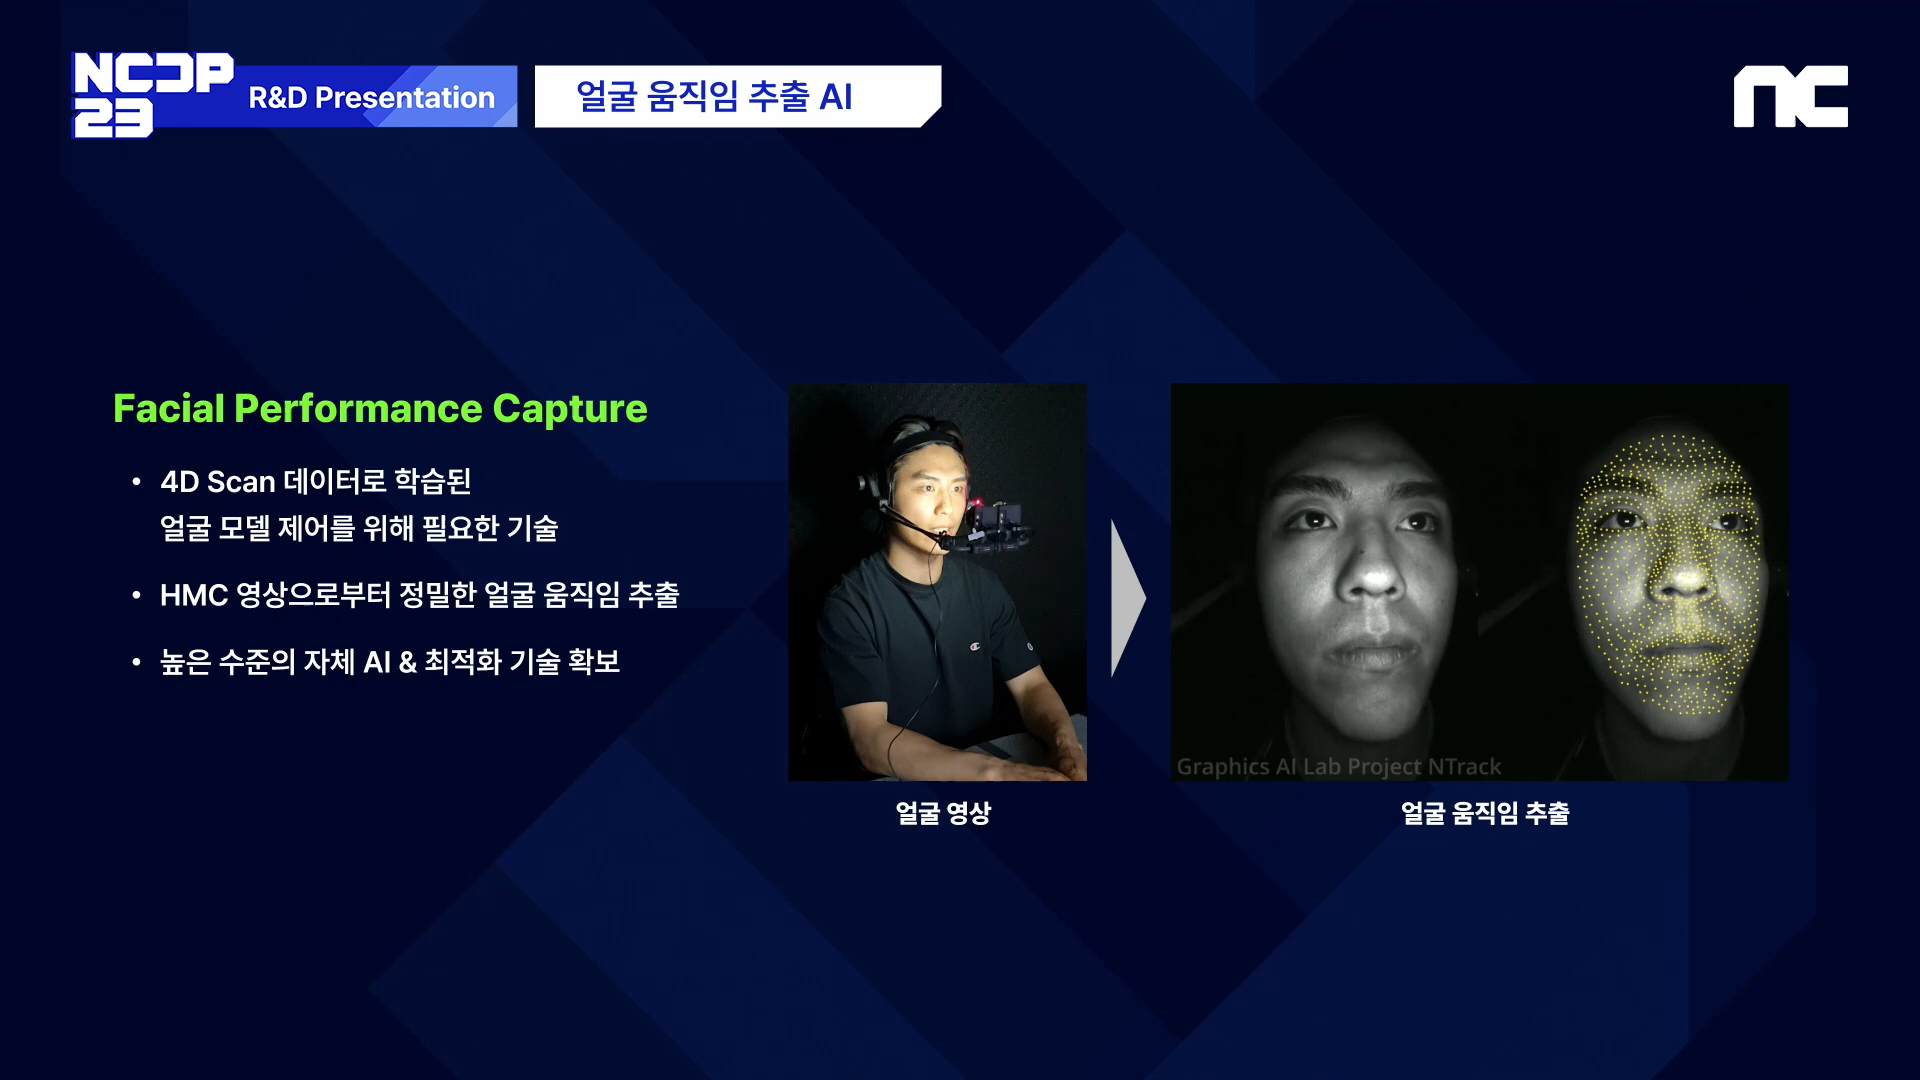 NCDP
23
R&D Presentation
얼굴 움직임 추출 AI
nc
Facial Performance Capture
• 4D Scan 데이터로 학습된
얼굴 모델 제어를 위해 필요한 기술
• HMC 영상으로부터 정밀한 얼굴 움직임 추출
• 높은 수준의 자체 AI & 최적화 기술 확보
Graphics AI Lab Project NTrack
얼굴 영상
얼굴 움직임 추출